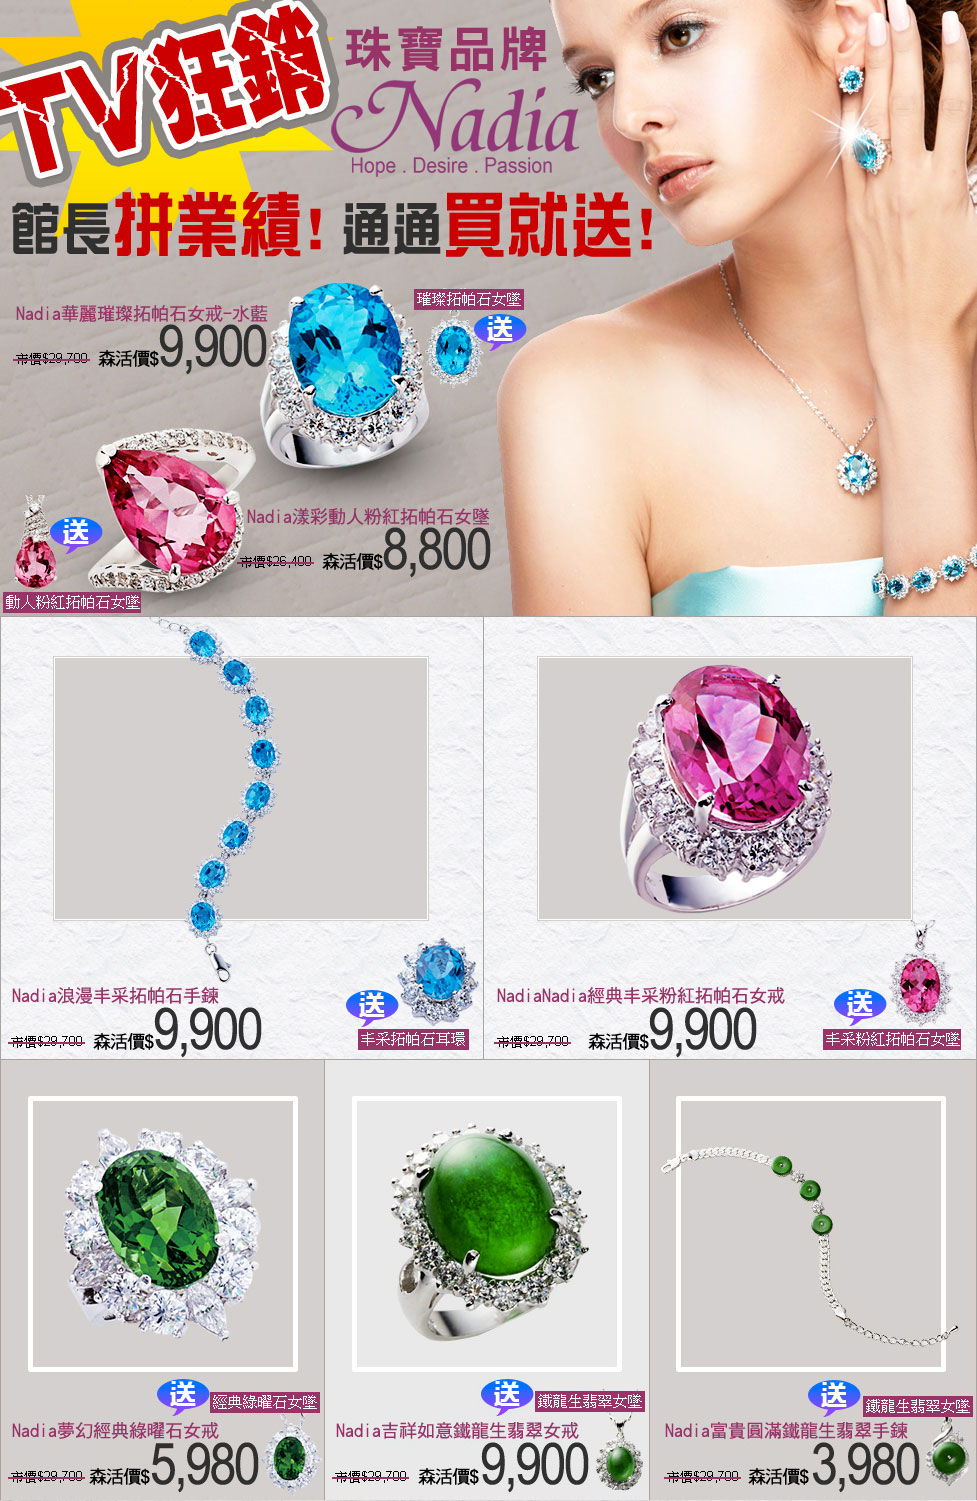 TV狂銷
珠寶品牌
Nadia
Hope . Desire . Passion
館長拼業績! 通通買就送!
Nadia華麗璀璨拓帕石女戒-水藍
市價$29,700 森活價$9,900
璀璨拓帕石女墜
送
Nadia漾彩動人粉紅拓帕石女墜
市價$26,400 森活價$8,800
送
動人粉紅拓帕石女墜
Nadia浪漫丰采拓帕石手鍊
市價$29,700 森活價$9,900
送
丰采拓帕石耳環
NadiaNadia經典丰采粉紅拓帕石女戒
市價$29,700 森活價$9,900
送
丰采粉紅拓帕石女墜
送 經典綠曜石女墜
Nadia夢幻經典綠曜石女戒
市價$29,700 森活價$5,980
送 鐵龍生翡翠女墜
Nadia吉祥如意鐵龍生翡翠女戒
市價$29,700 森活價$9,900
送 鐵龍生翡翠女墜
Nadia富貴圓滿鐵龍生翡翠手鍊
市價$29,700 森活價$3,980